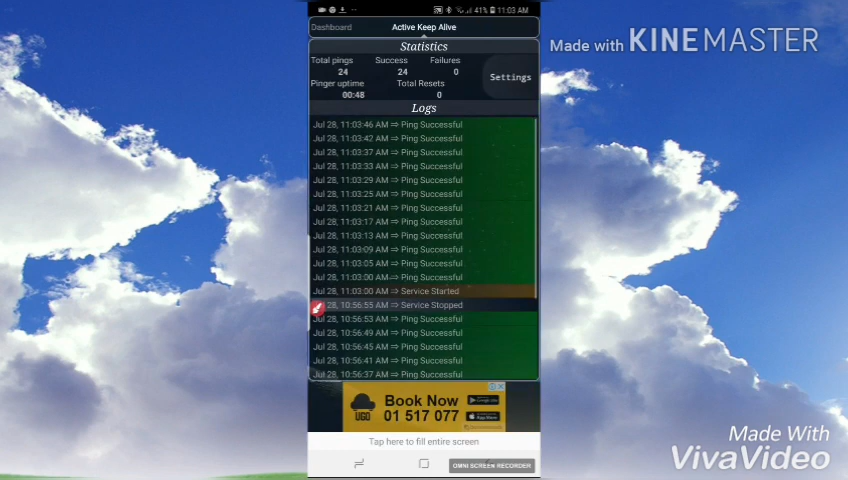 41% 11:03 AM
Dashboard Active Keep Alive
Statistics
Total pings Success Failures
24 24 0
Settings
Pinger uptime Total Resets
00:48 0
Logs
Jul 28, 11:03:46 AM ⇒ Ping Successful
Jul 28, 11:03:42 AM ⇒ Ping Successful
Jul 28, 11:03:37 AM ⇒ Ping Successful
Jul 28, 11:03:33 AM ⇒ Ping Successful
Jul 28, 11:03:29 AM ⇒ Ping Successful
Jul 28, 11:03:25 AM ⇒ Ping Successful
Jul 28, 11:03:21 AM ⇒ Ping Successful
Jul 28, 11:03:17 AM ⇒ Ping Successful
Jul 28, 11:03:13 AM ⇒ Ping Successful
Jul 28, 11:03:09 AM ⇒ Ping Successful
Jul 28, 11:03:05 AM ⇒ Ping Successful
Jul 28, 11:03:00 AM ⇒ Ping Successful
Jul 28, 11:03:00 AM ⇒ Service Started
28, 10:56:55 AM ⇒ Service Stopped
Jul 28, 10:56:53 AM ⇒ Ping Successful
Jul 28, 10:56:49 AM ⇒ Ping Successful
Jul 28, 10:56:45 AM ⇒ Ping Successful
Jul 28, 10:56:41 AM ⇒ Ping Successful
Jul 28, 10:56:37 AM ⇒ Ping Successful
UGO
Book Now
01 517 077
Google play
App Store
Tap here to fill entire screen
OMNI SCREEN RECORDER
Made with KINEMASTER
Made With
VivaVideo